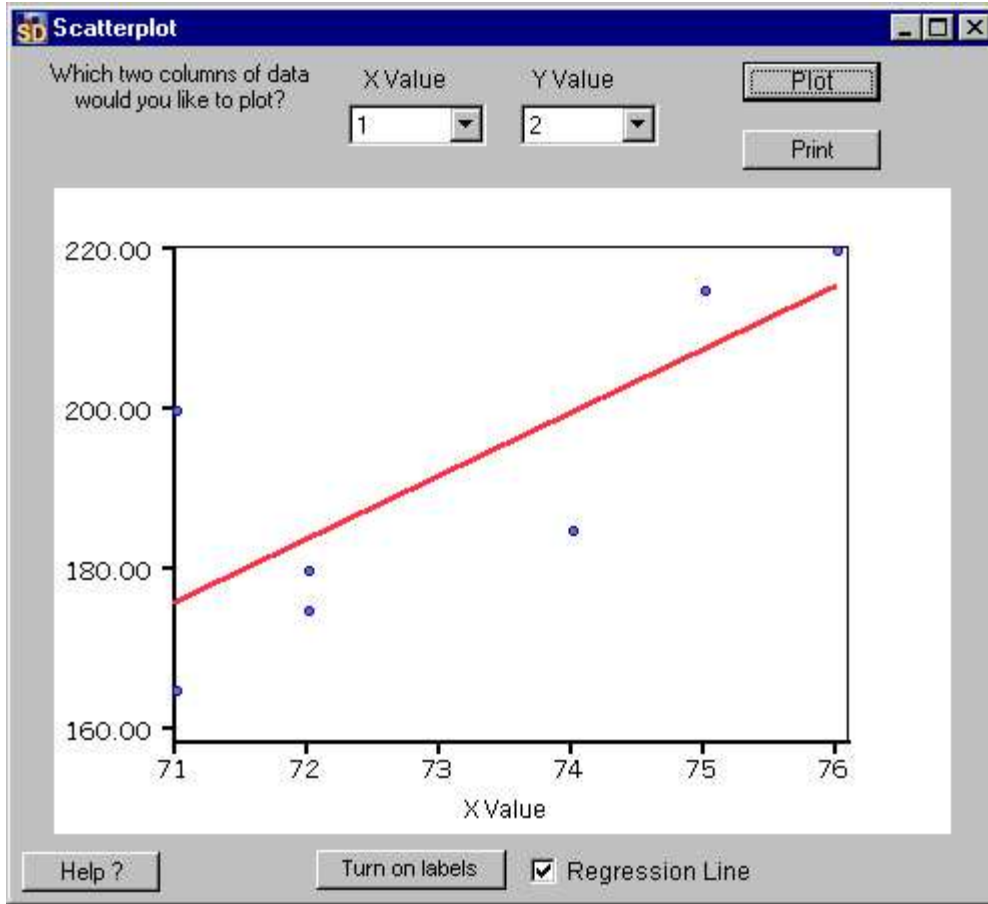 SD Scatterplot
Which two columns of data
would you like to plot?
X Value
Y Value
Plot
1
2
Print
220.00
200.00
180.00
160.00
71 72 73 74 75 76
X Value
Help ?
Turn on labels
Regression Line